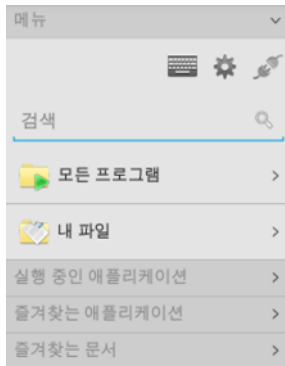 메뉴
검색
모든 프로그램
내 파일
실행 중인 애플리케이션
즐겨찾는 애플리케이션
즐겨찾는 문서